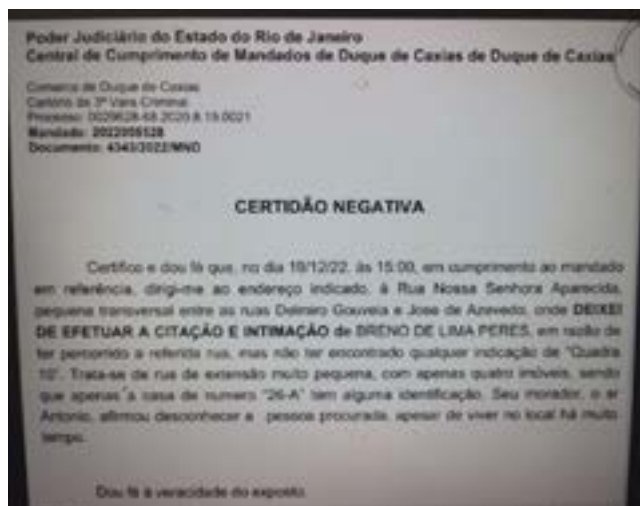 Poder Judiciário do Estado do Rio de Janeiro
Central de Cumprimento de Mandados de Duque de Caxias de Duque de Caxias
Comarca de Duque de Caxias
Cartório da 3ª Vara Criminal
Processo: 0029628-68.2020.8.19.0021
Mandado: 2022005528
Documento: 4343/2022/MND
CERTIDÃO NEGATIVA
Certifico e dou fé que, no dia 19/12/22, às 15:00, em cumprimento ao mandado
em referência, dirigi-me ao endereço indicado, à Rua Nossa Senhora Aparecida,
pequena transversal entre as ruas Delmiro Gouveia e Jose de Azevedo, onde DEIXEI
DE EFETUAR A CITAÇÃO E INTIMAÇÃO de BRENO DE LIMA PERES, em razão de
ter percorrido a referida rua, mas não ter encontrado qualquer indicação de "Quadra
10". Trata-se de rua de extensão muito pequena, com apenas quatro imóveis, sendo
que apenas a casa de numero "26-A" tem alguma identificação. Seu morador, o sr
Antonio, afirmou desconhecer a pessoa procurada, apesar de viver no local há muito
tempo.
Dou fé à veracidade do exposto.